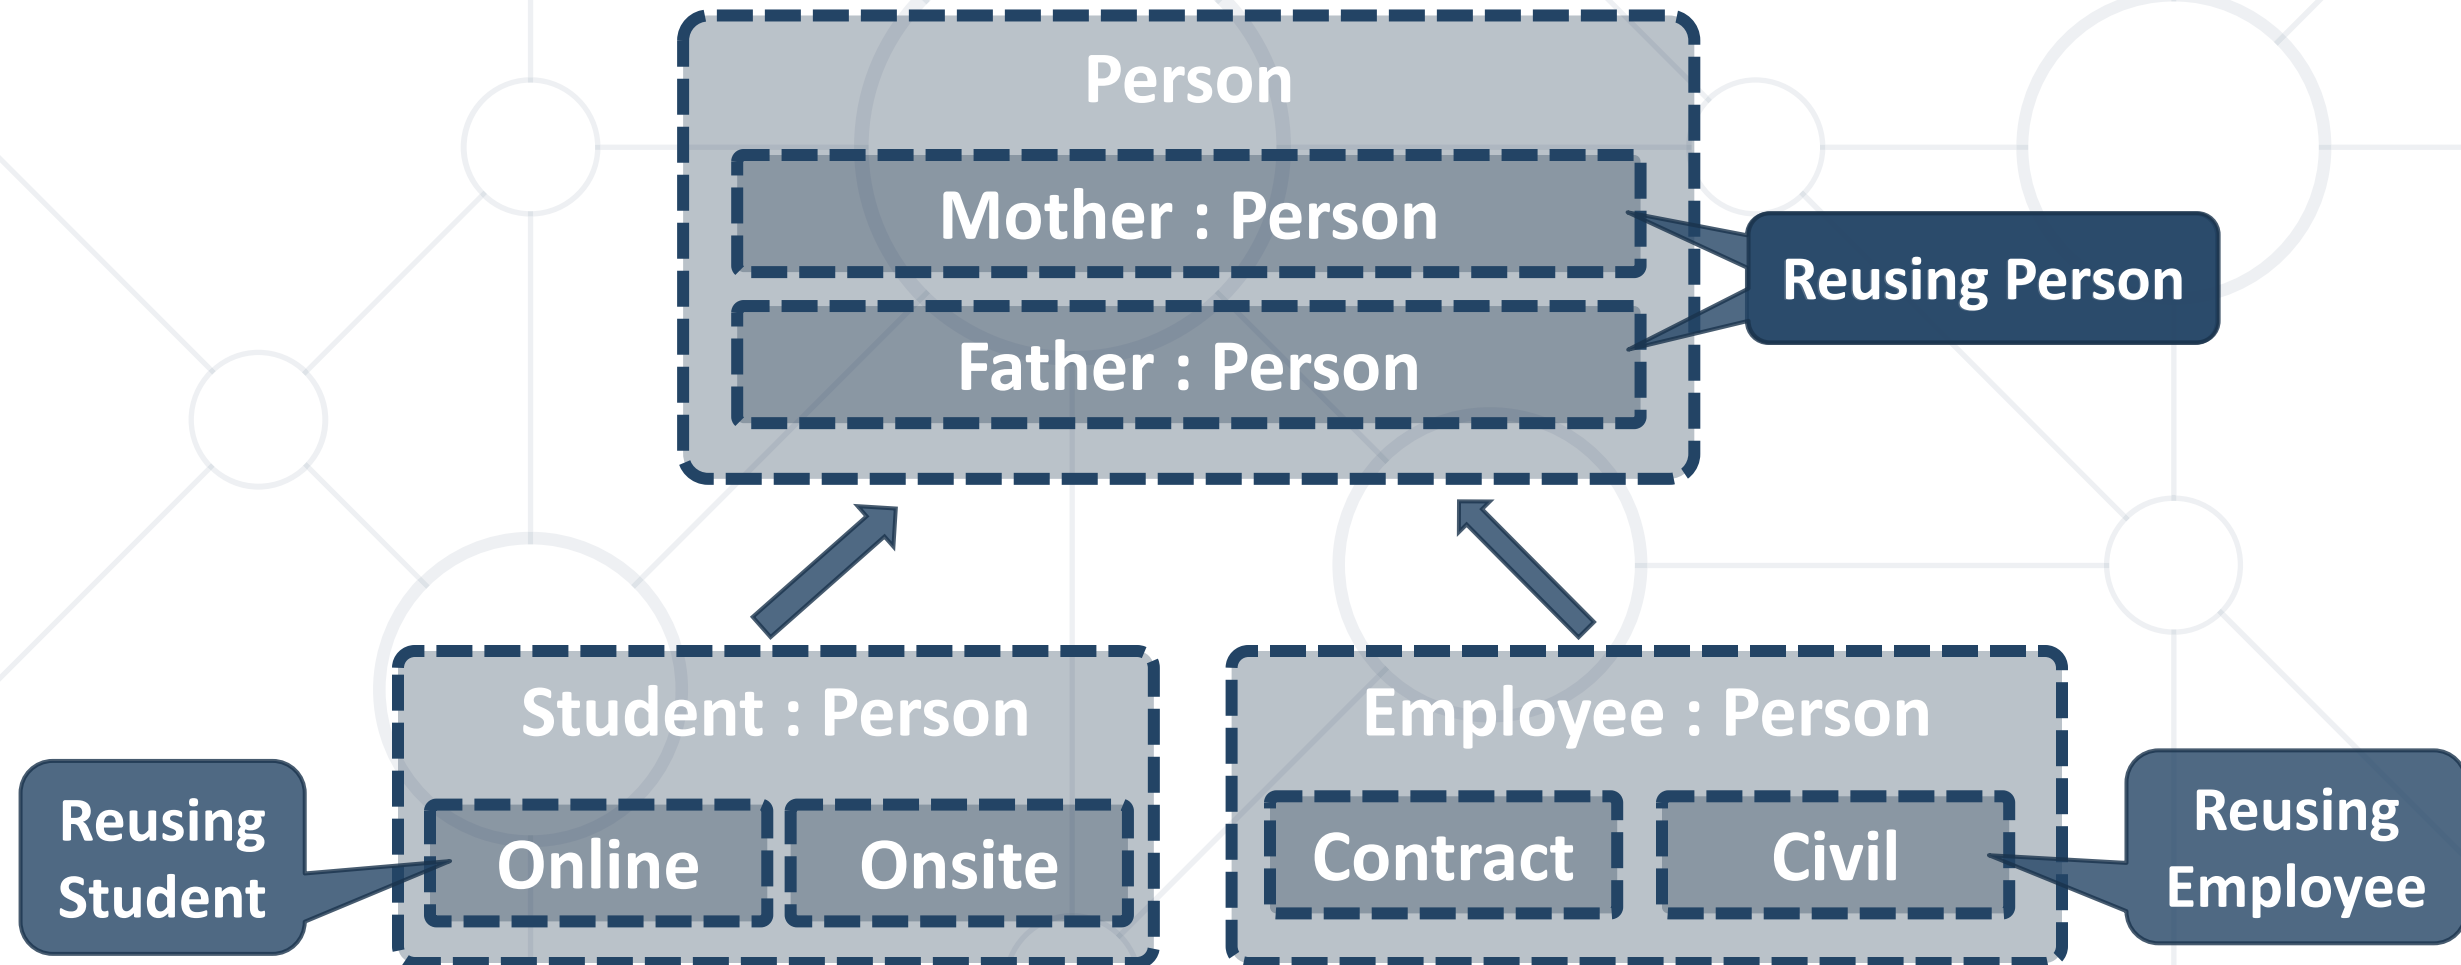 Person
Mother : Person
Father : Person
Reusing Person
Student : Person
Employee : Person
Reusing
Student
Online
Onsite
Contract
Civil
Reusing
Employee